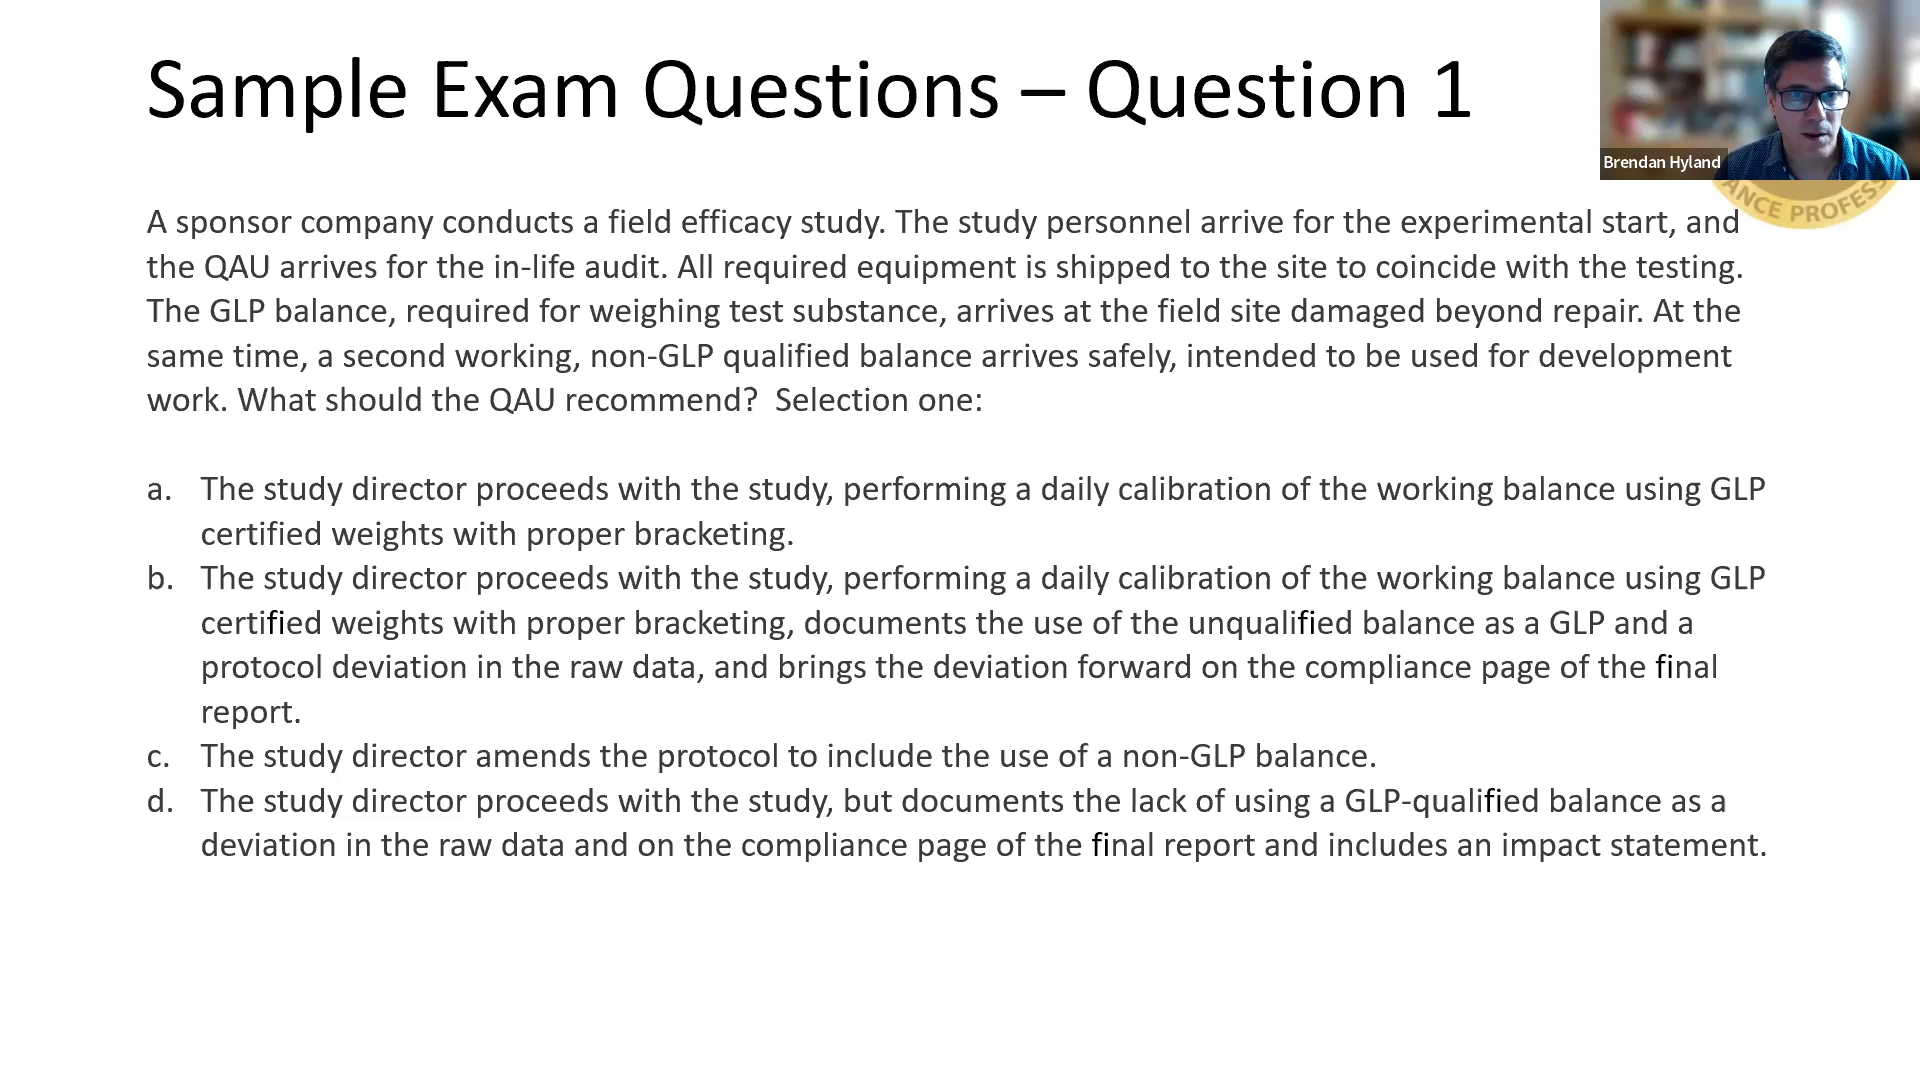 Sample Exam Questions – Question 1
Brendan Hyland
ANCE PROFESS
A sponsor company conducts a field efficacy study. The study personnel arrive for the experimental start, and
the QAU arrives for the in-life audit. All required equipment is shipped to the site to coincide with the testing.
The GLP balance, required for weighing test substance, arrives at the field site damaged beyond repair. At the
same time, a second working, non-GLP qualified balance arrives safely, intended to be used for development
work. What should the QAU recommend?  Selection one:
a. The study director proceeds with the study, performing a daily calibration of the working balance using GLP
certified weights with proper bracketing.
b. The study director proceeds with the study, performing a daily calibration of the working balance using GLP
certified weights with proper bracketing, documents the use of the unqualified balance as a GLP and a
protocol deviation in the raw data, and brings the deviation forward on the compliance page of the final
report.
c. The study director amends the protocol to include the use of a non-GLP balance.
d. The study director proceeds with the study, but documents the lack of using a GLP-qualified balance as a
deviation in the raw data and on the compliance page of the final report and includes an impact statement.